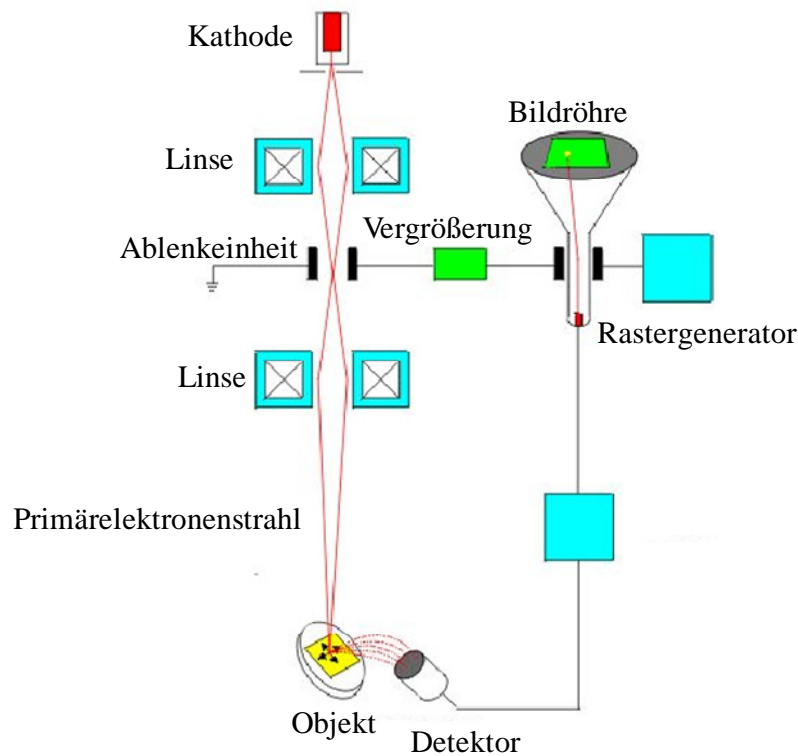 Kathode
Bildröhre
Linse
Vergrößerung
Ablenkeinheit
Rastergenerator
Linse
Primärelektronenstrahl
Objekt
Detektor